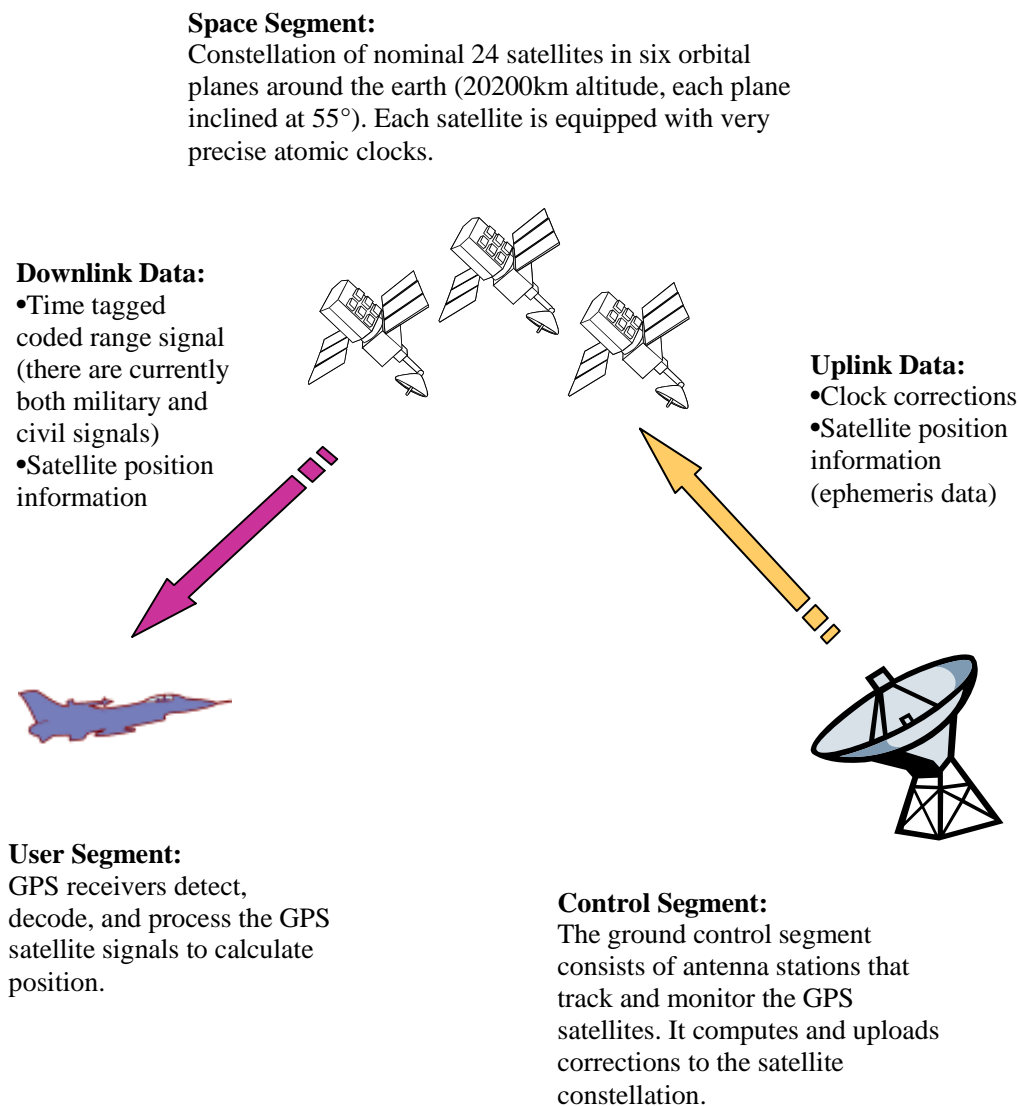 Space Segment:
Constellation of nominal 24 satellites in six orbital
planes around the earth (20200km altitude, each plane
inclined at 55°). Each satellite is equipped with very
precise atomic clocks.
Downlink Data:
•Time tagged
coded range signal
(there are currently
both military and
civil signals)
•Satellite position
information
Uplink Data:
•Clock corrections
•Satellite position
information
(ephemeris data)
User Segment:
GPS receivers detect,
decode, and process the GPS
satellite signals to calculate
position.
Control Segment:
The ground control segment
consists of antenna stations that
track and monitor the GPS
satellites. It computes and uploads
corrections to the satellite
constellation.